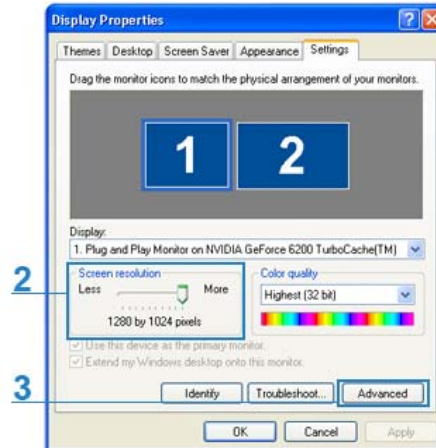 Display Properties
Themes Desktop Screen Saver Appearance Settings
Drag the monitor icons to match the physical arrangement of your monitors.
1 2
Display:
1. Plug and Play Monitor on NVIDIA GeForce 6200 TurboCache(TM)
2
Screen resolution
Less More
1280 by 1024 pixels
Color quality
Highest (32 bit)
Use this device as the primary monitor.
Extend my Windows desktop onto this monitor.
3
Identify Troubleshoot... Advanced
OK Cancel Apply